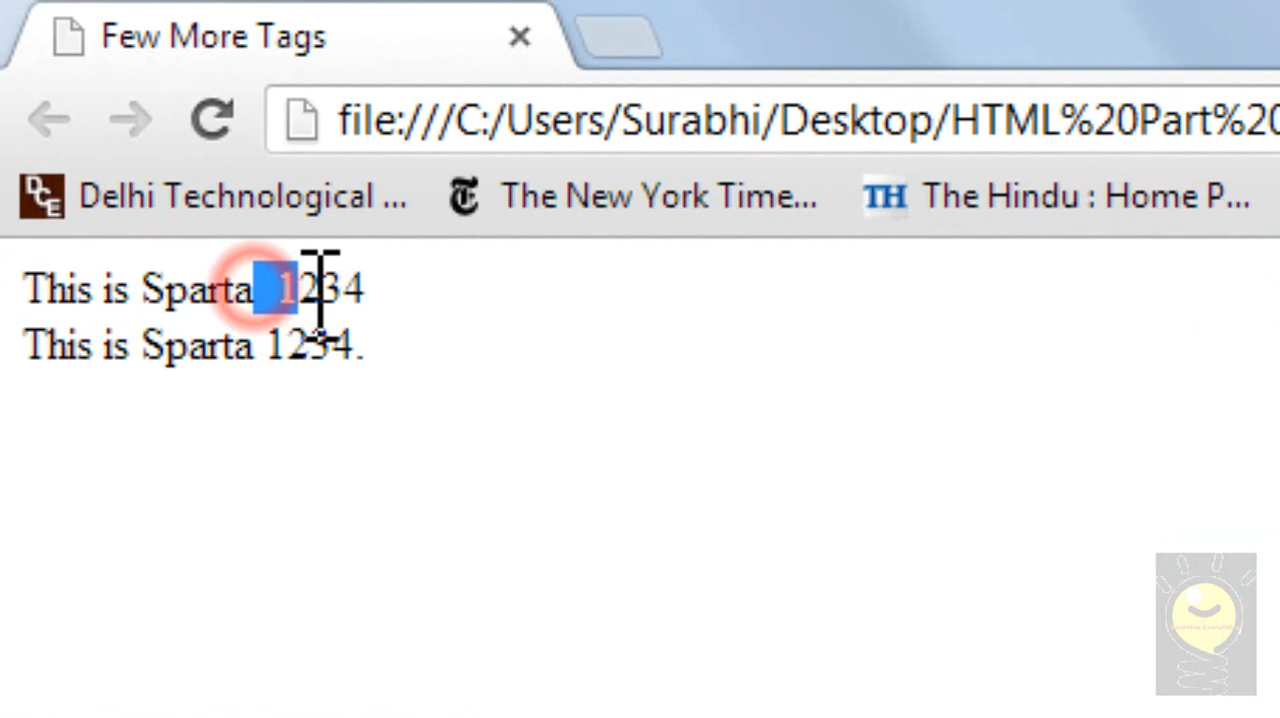 Few More Tags
file:///C:/Users/Surabhi/Desktop/HTML%20Part%20
DCE Delhi Technological ... The New York Time... TH The Hindu : Home P...
This is Sparta  1234
This is Sparta 1234.